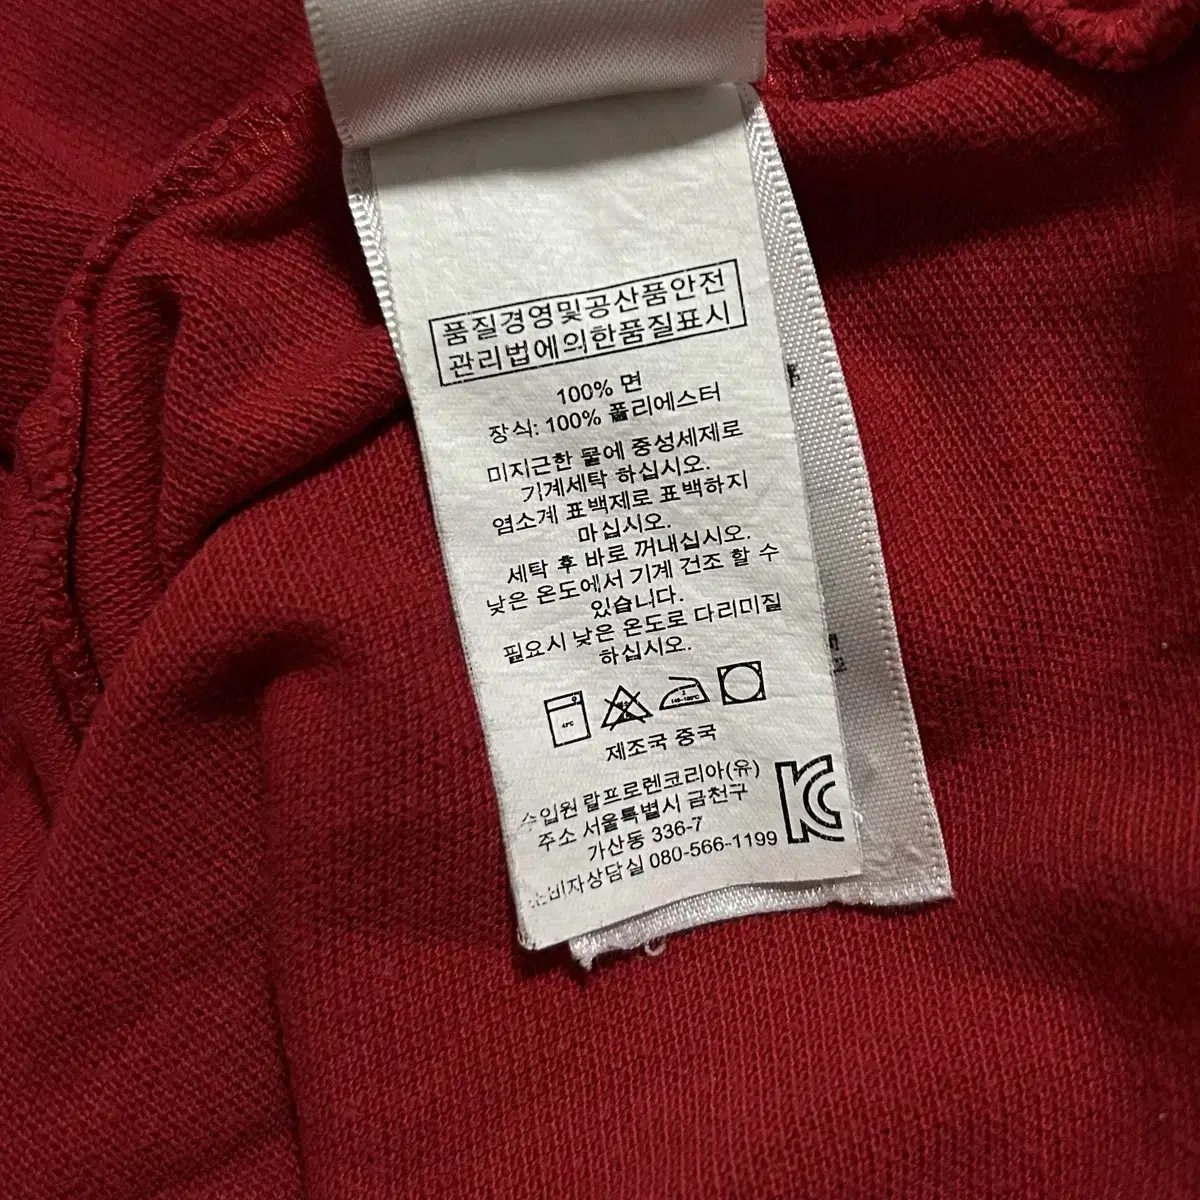 품질경영및공산품안전
관리법에의한품질표시
100% 면
장식: 100% 폴리에스터
미지근한 물에 중성세제로
기계세탁 하십시오.
염소계 표백제로 표백하지
마십시오.
세탁 후 바로 꺼내십시오.
낮은 온도에서 기계 건조 할 수
있습니다.
필요시 낮은 온도로 다리미질
하십시오.
제조국 중국
수입원 랄프로렌코리아(유)
주소 서울특별시 금천구
가산동 336-7
소비자상담실 080-566-1199